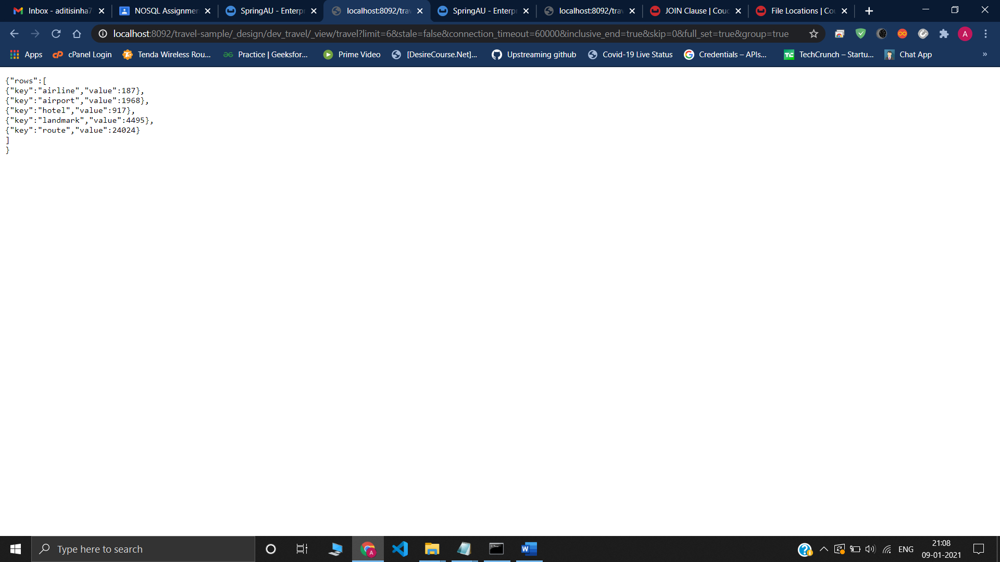 Inbox - aditisinha7
NOSQL Assignmen
SpringAU - Enterpr
localhost:8092/trav
SpringAU - Enterpr
localhost:8092/trav
JOIN Clause | Couc
File Locations | Cou
localhost:8092/travel-sample/_design/dev_travel/_view/travel?limit=6&stale=false&connection_timeout=60000&inclusive_end=true&skip=0&full_set=true&group=true
A
Apps
cPanel Login
Tenda Wireless Rou...
Practice | Geeksfor...
Prime Video
[DesireCourse.Net]...
Upstreaming github
Covid-19 Live Status
Credentials – APIs...
TechCrunch – Startu...
Chat App
»
{"rows":[
{"key":"airline","value":187},
{"key":"airport","value":1968},
{"key":"hotel","value":917},
{"key":"landmark","value":4495},
{"key":"route","value":24024}
]
}
Type here to search
ENG
21:08
09-01-2021